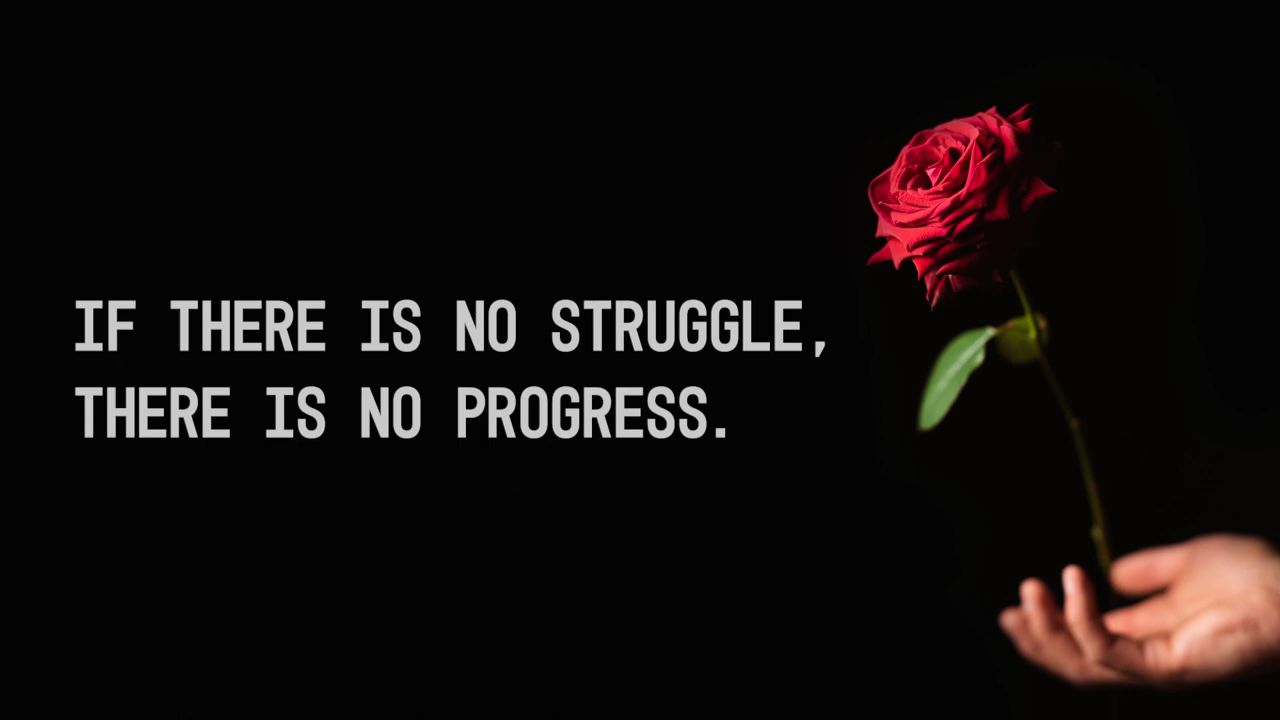 IF THERE IS NO STRUGGLE,
THERE IS NO PROGRESS.